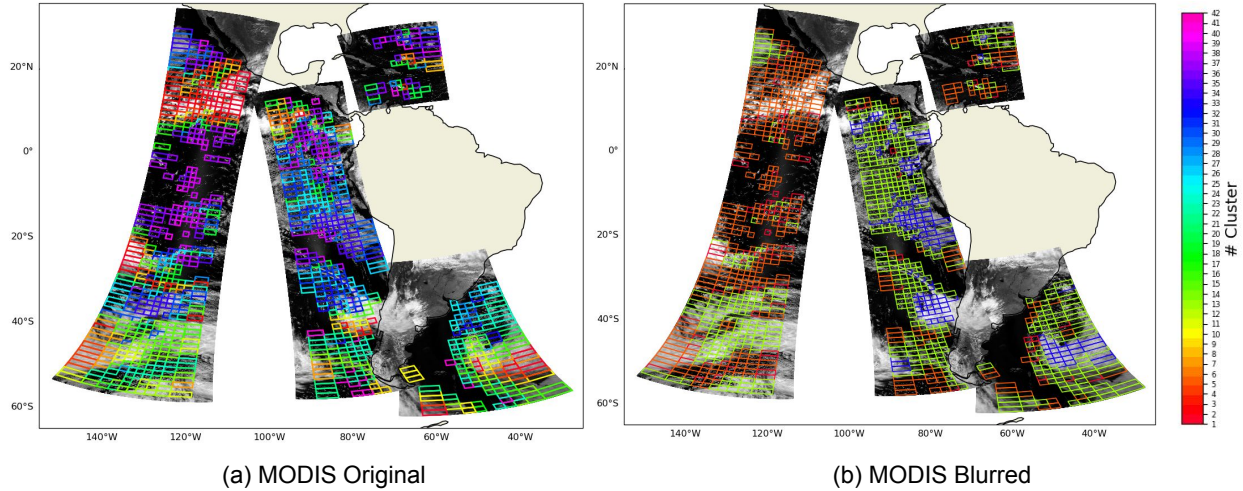 20°N
0°
20°S
40°S
60°S
140°W
120°W
100°W
80°W
60°W
40°W
(a) MODIS Original
20°N
0°
20°S
40°S
60°S
140°W
120°W
100°W
80°W
60°W
40°W
(b) MODIS Blurred
42
41
40
39
38
37
36
35
34
33
32
31
30
29
28
27
26
25
24
23
22
21
20
19
18
17
16
15
14
13
12
11
10
9
8
7
6
5
4
3
2
1
# Cluster